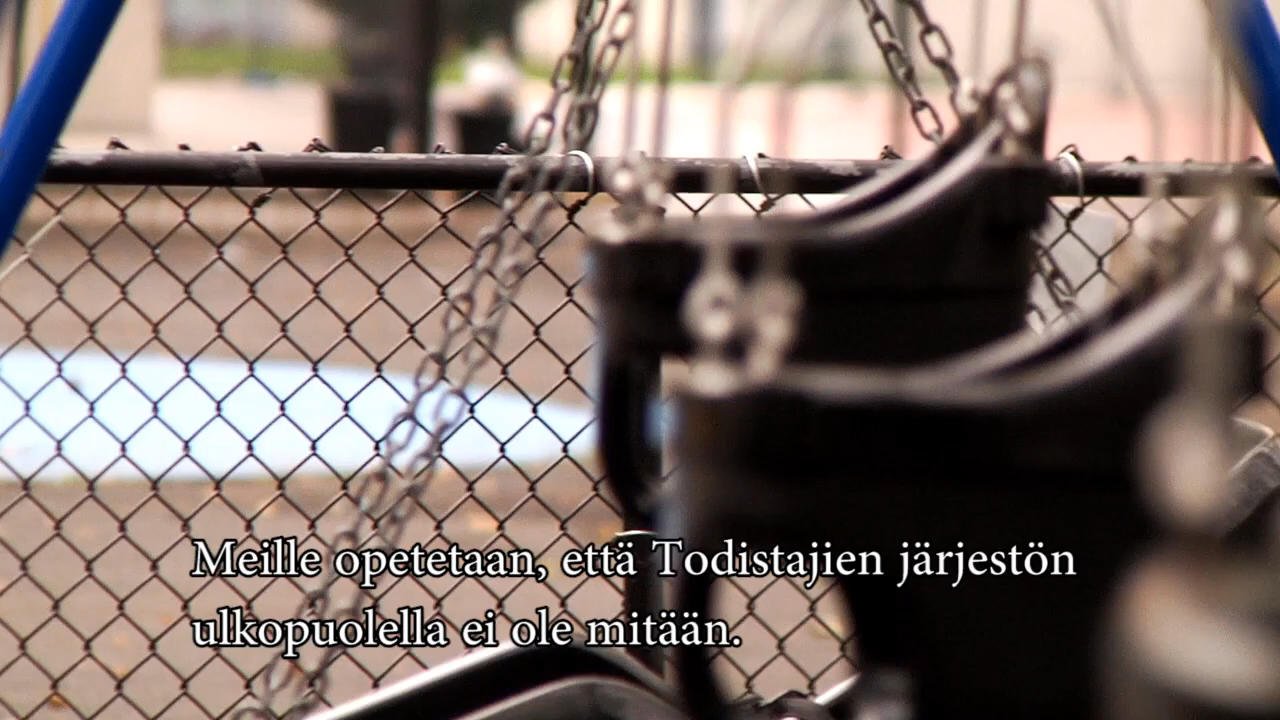 Meille opetetaan, että Todistajien järjestön
ulkopuolella ei ole mitään.